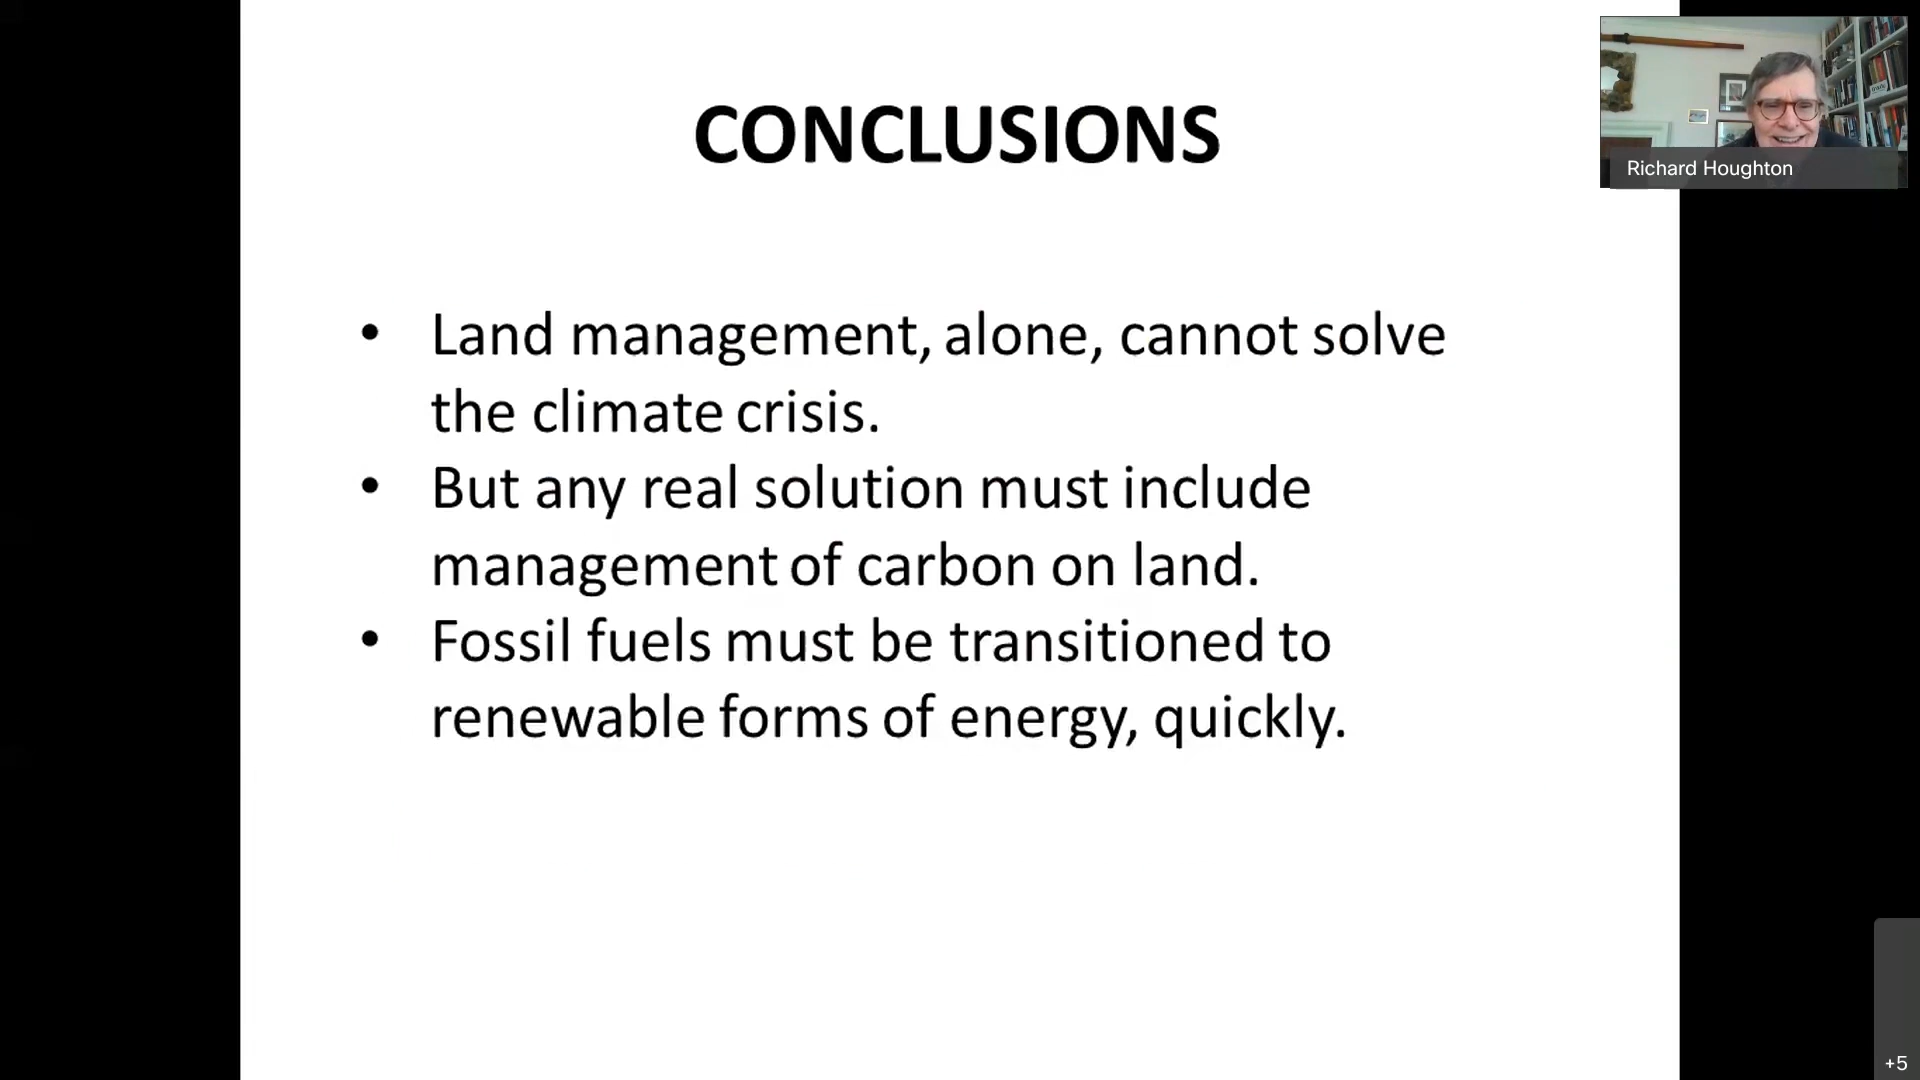 CONCLUSIONS
Richard Houghton
• Land management, alone, cannot solve
the climate crisis.
• But any real solution must include
management of carbon on land.
• Fossil fuels must be transitioned to
renewable forms of energy, quickly.
+5